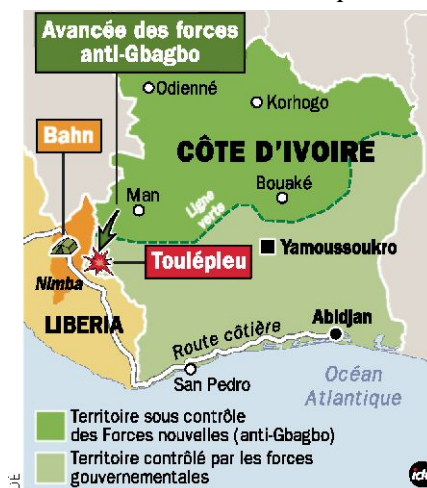 Avancée des forces
anti-Gbagbo
Odienné
Korhogo
CÔTE D'IVOIRE
Bahn
Man
Bouaké
Ligne
verte
Yamoussoukro
Toulépleu
Nimba
LIBERIA
Abidjan
Route côtière
San Pedro
Océan
Atlantique
Territoire sous contrôle
des Forces nouvelles (anti-Gbagbo)
Territoire contrôlé par les forces
gouvernementales
idé